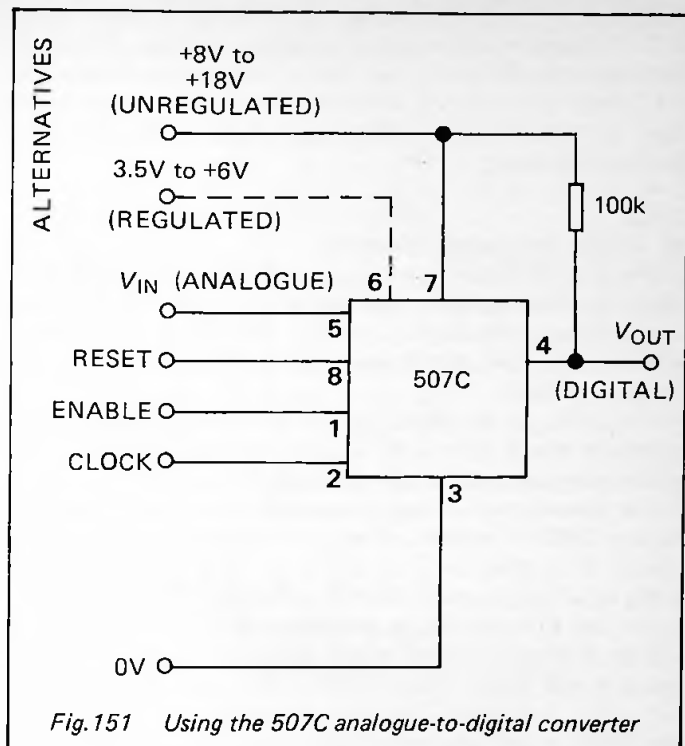 ALTERNATIVES
+8V to
+18V
(UNREGULATED)
3.5V to +6V
(REGULATED)
100k
VIN (ANALOGUE)
6
7
5
RESET
8
507C
4
VOUT
(DIGITAL)
ENABLE
1
CLOCK
2
3
0V
Fig. 151 Using the 507C analogue-to-digital converter